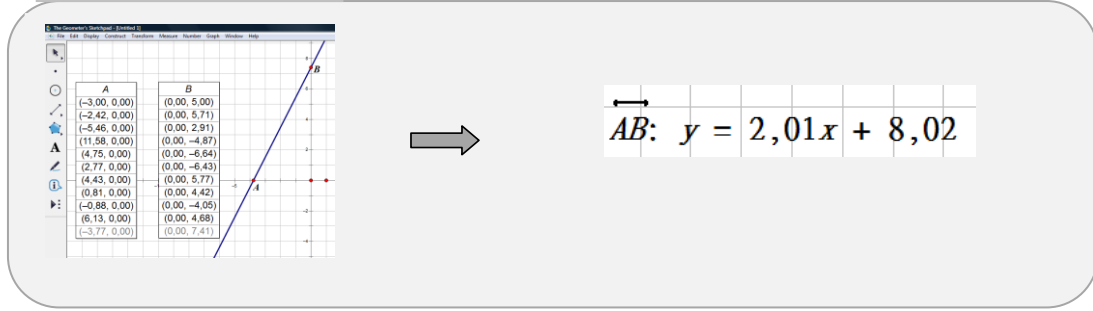 The Geometer's Sketchpad - [Untitled 1]
File Edit Display Construct Transform Measure Number Graph Window Help
A B
(–3,00, 0,00) (0,00, 5,00)
(–2,42, 0,00) (0,00, 5,71)
(–5,46, 0,00) (0,00, 2,91)
(11,58, 0,00) (0,00, –4,87)
(4,75, 0,00) (0,00, –6,64)
(2,77, 0,00) (0,00, –6,43)
(4,43, 0,00) (0,00, 5,77)
(0,81, 0,00) (0,00, 4,42)
(–0,88, 0,00) (0,00, –4,05)
(6,13, 0,00) (0,00, 4,68)
(–3,77, 0,00) (0,00, 7,41)
B
A
A
AB: y = 2,01x + 8,02